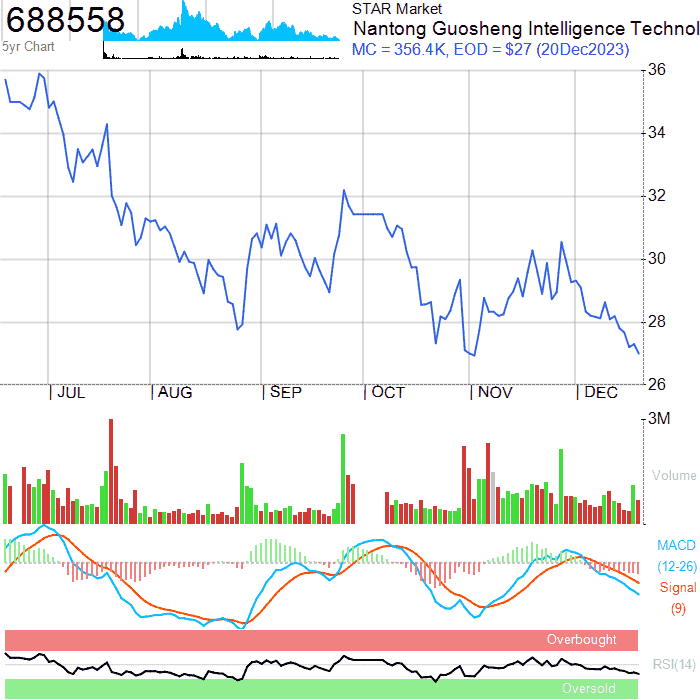 688558
5yr Chart
STAR Market
Nantong Guosheng Intelligence Technol
MC = 356.4K, EOD = $27 (20Dec2023)
36
34
32
30
28
26
JUL AUG SEP OCT NOV DEC
3M
Volume
MACD
(12-26)
Signal
(9)
Overbought
RSI(14)
Oversold